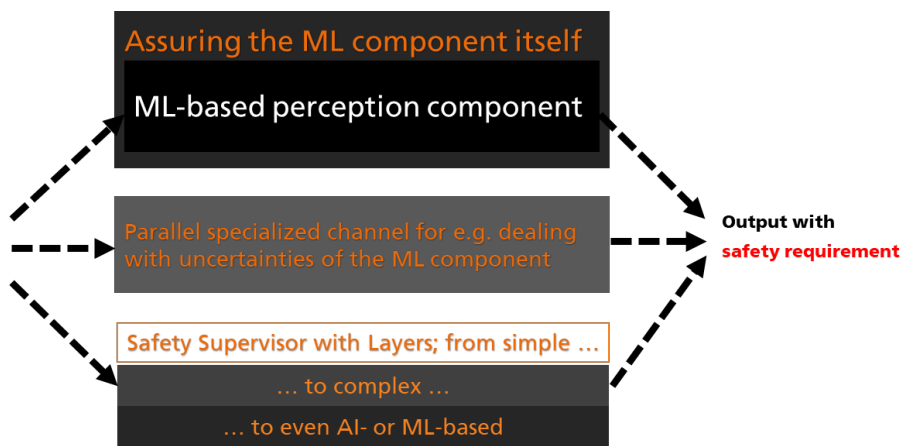 Assuring the ML component itself
ML-based perception component
Parallel specialized channel for e.g. dealing
with uncertainties of the ML component
Output with
safety requirement
Safety Supervisor with Layers; from simple …
… to complex …
… to even AI- or ML-based